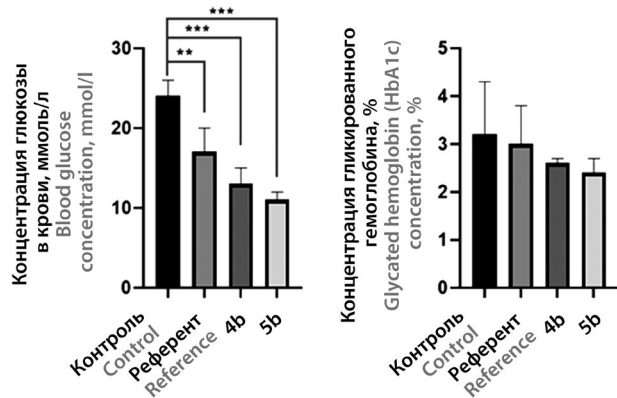 ***
***
**
30
20
10
0
Концентрация глюкозы
в крови, ммоль/л
Blood glucose
concentration, mmol/l
Контроль
Control
Референт
Reference
4b
5b
5
4
3
2
1
0
Концентрация гликированного
гемоглобина, %
Glycated hemoglobin (HbA1c)
concentration, %
Контроль
Control
Референт
Reference
4b
5b